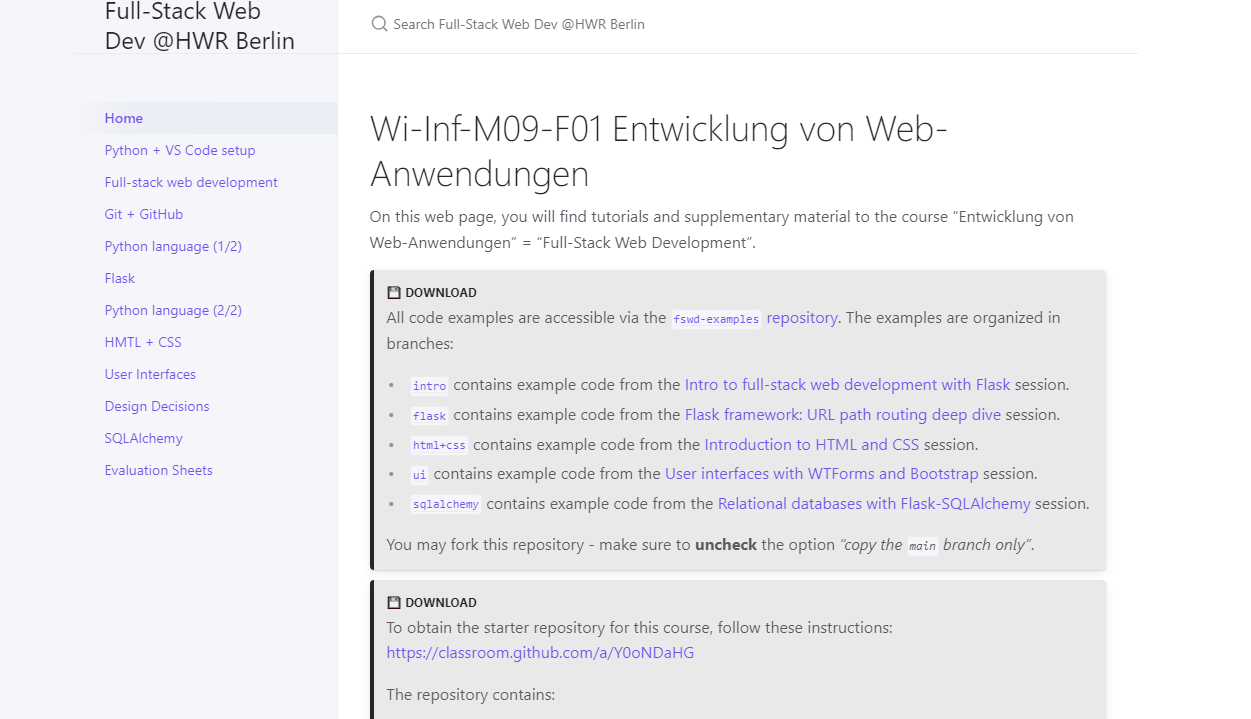 Full-Stack Web
Dev @HWR Berlin
Search Full-Stack Web Dev @HWR Berlin
Home
Python + VS Code setup
Full-stack web development
Git + GitHub
Python language (1/2)
Flask
Python language (2/2)
HMTL + CSS
User Interfaces
Design Decisions
SQLAlchemy
Evaluation Sheets
Wi-Inf-M09-F01 Entwicklung von Web-
Anwendungen
On this web page, you will find tutorials and supplementary material to the course “Entwicklung von
Web-Anwendungen” = “Full-Stack Web Development”.
💾 DOWNLOAD
All code examples are accessible via the fswd-examples repository. The examples are organized in
branches:
• intro contains example code from the Intro to full-stack web development with Flask session.
• flask contains example code from the Flask framework: URL path routing deep dive session.
• html+css contains example code from the Introduction to HTML and CSS session.
• ui contains example code from the User interfaces with WTForms and Bootstrap session.
• sqlalchemy contains example code from the Relational databases with Flask-SQLAlchemy session.
You may fork this repository - make sure to uncheck the option “copy the main branch only”.
💾 DOWNLOAD
To obtain the starter repository for this course, follow these instructions:
https://classroom.github.com/a/Y0oNDaHG
The repository contains: